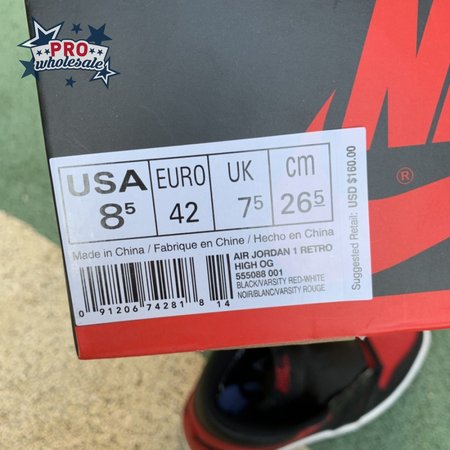 PRO
wholesale
NIK
®
USA EURO UK cm
8⁵ 42 7⁵ 26⁵
Made in China / Fabrique en Chine / Hecho en China
AIR JORDAN 1 RETRO
HIGH OG
555088 001
BLACK/VARSITY RED-WHITE
NOIR/BLANC/VARSITY ROUGE
0 91206 74281 8 14
Suggested Retail: USD $160.00